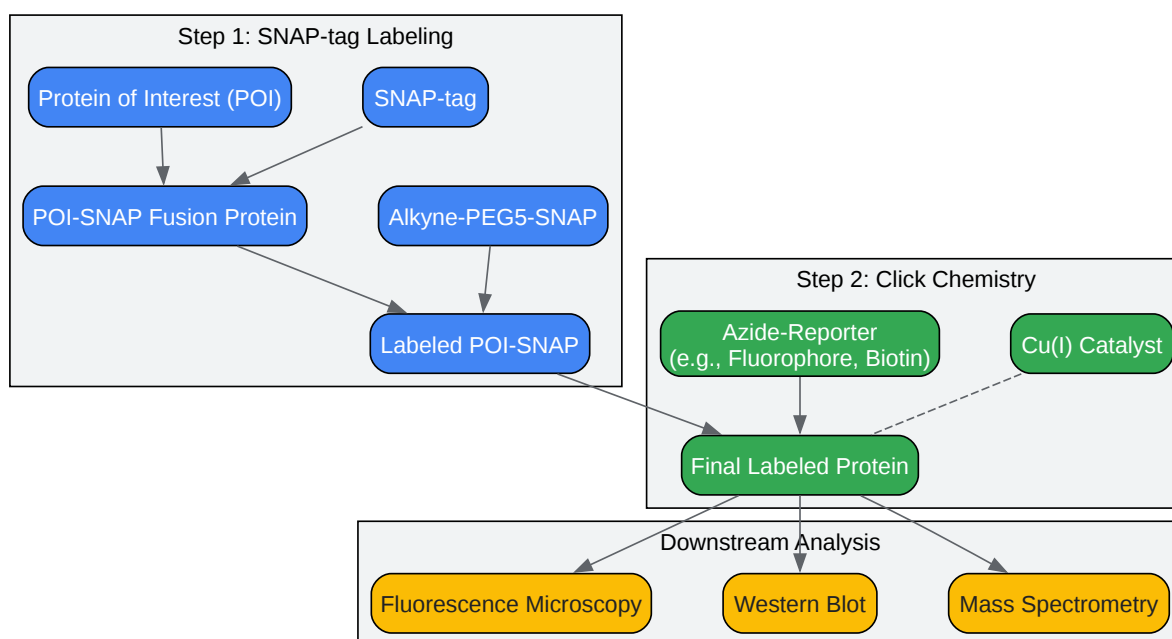 Step 1: SNAP-tag Labeling
Protein of Interest (POI)
SNAP-tag
POI-SNAP Fusion Protein
Alkyne-PEG5-SNAP
Labeled POI-SNAP
Step 2: Click Chemistry
Azide-Reporter
(e.g., Fluorophore, Biotin)
Cu(I) Catalyst
Final Labeled Protein
Downstream Analysis
Fluorescence Microscopy
Western Blot
Mass Spectrometry